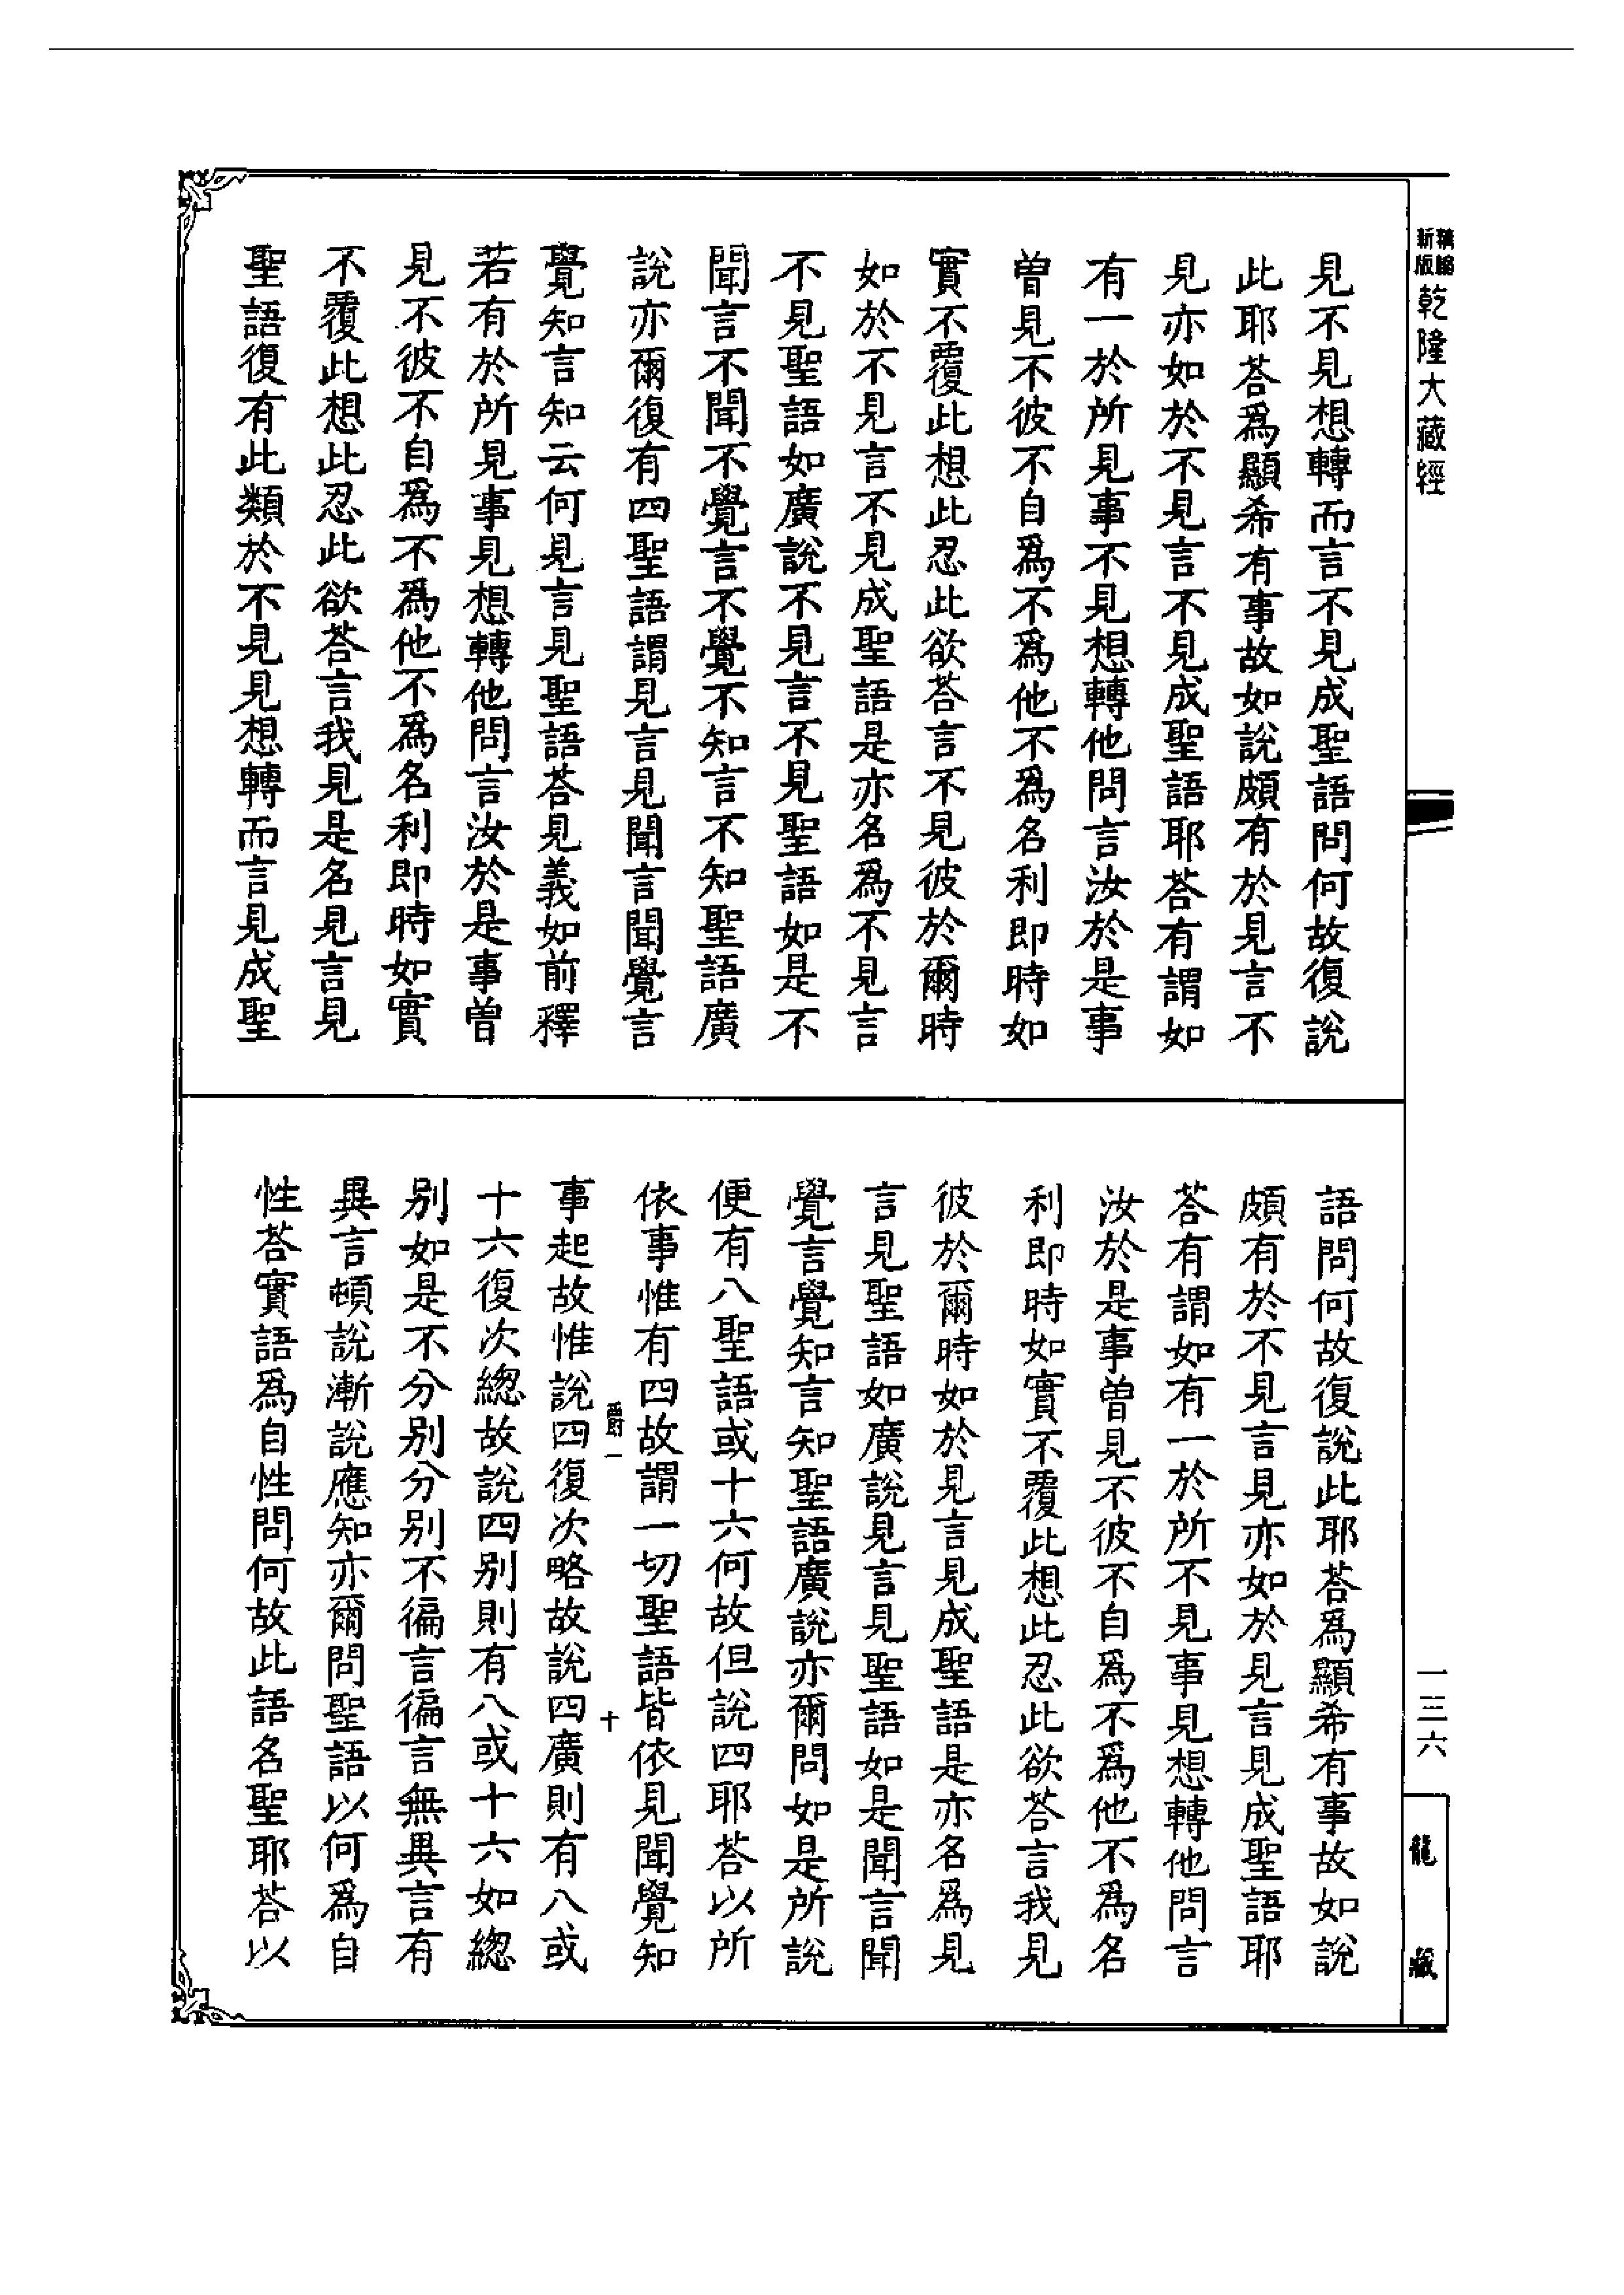 新版
乾隆大藏經
見不見想轉而言不見成聖語問何故復說
此耶荅爲顯希有事故如說頗有於見言不
見亦如於不見言不見成聖語耶荅有謂如
有一於所見事不見想轉他問言汝於是事
曾見不彼不自爲不爲他不爲名利即時如
實不覆此想此忍此欲荅言不見彼於爾時
如於不見言不見成聖語是亦名爲不見言
不見聖語如廣說不見言不見聖語如是不
聞言不聞不覺言不覺不知言不知聖語廣
說亦爾復有四聖語謂見言見聞言聞覺言
覺知言知云何見言見聖語荅見義如前釋
若有於所見事見想轉他問言汝於是事曾
見不彼不自爲不爲他不爲名利即時如實
不覆此想此忍此欲荅言我見是名見言見
聖語復有此類於不見見想轉而言見成聖
語問何故復說此耶荅爲顯希有事故如說
頗有於不見言見亦如於見言見成聖語耶
荅有謂如有一於所不見事見想轉他問言
汝於是事曾見不彼不自爲不爲他不爲名
利即時如實不覆此想此忍此欲荅言我見
彼於爾時如於見言見成聖語是亦名爲見
言見聖語如廣說見言見聖語如是聞言聞
覺言覺知言知聖語廣說亦爾問如是所說
便有八聖語或十六何故但說四耶荅以所
依事惟有四故謂一切聖語皆依見聞覺知
爵一
十
事起故惟說四復次略故說四廣則有八或
十六復次緫故說四别則有八或十六如緫
别如是不分别分别不徧言徧言無異言有
異言頓說漸說應知亦爾問聖語以何爲自
性荅實語爲自性問何故此語名聖耶荅以
一三六
龍藏